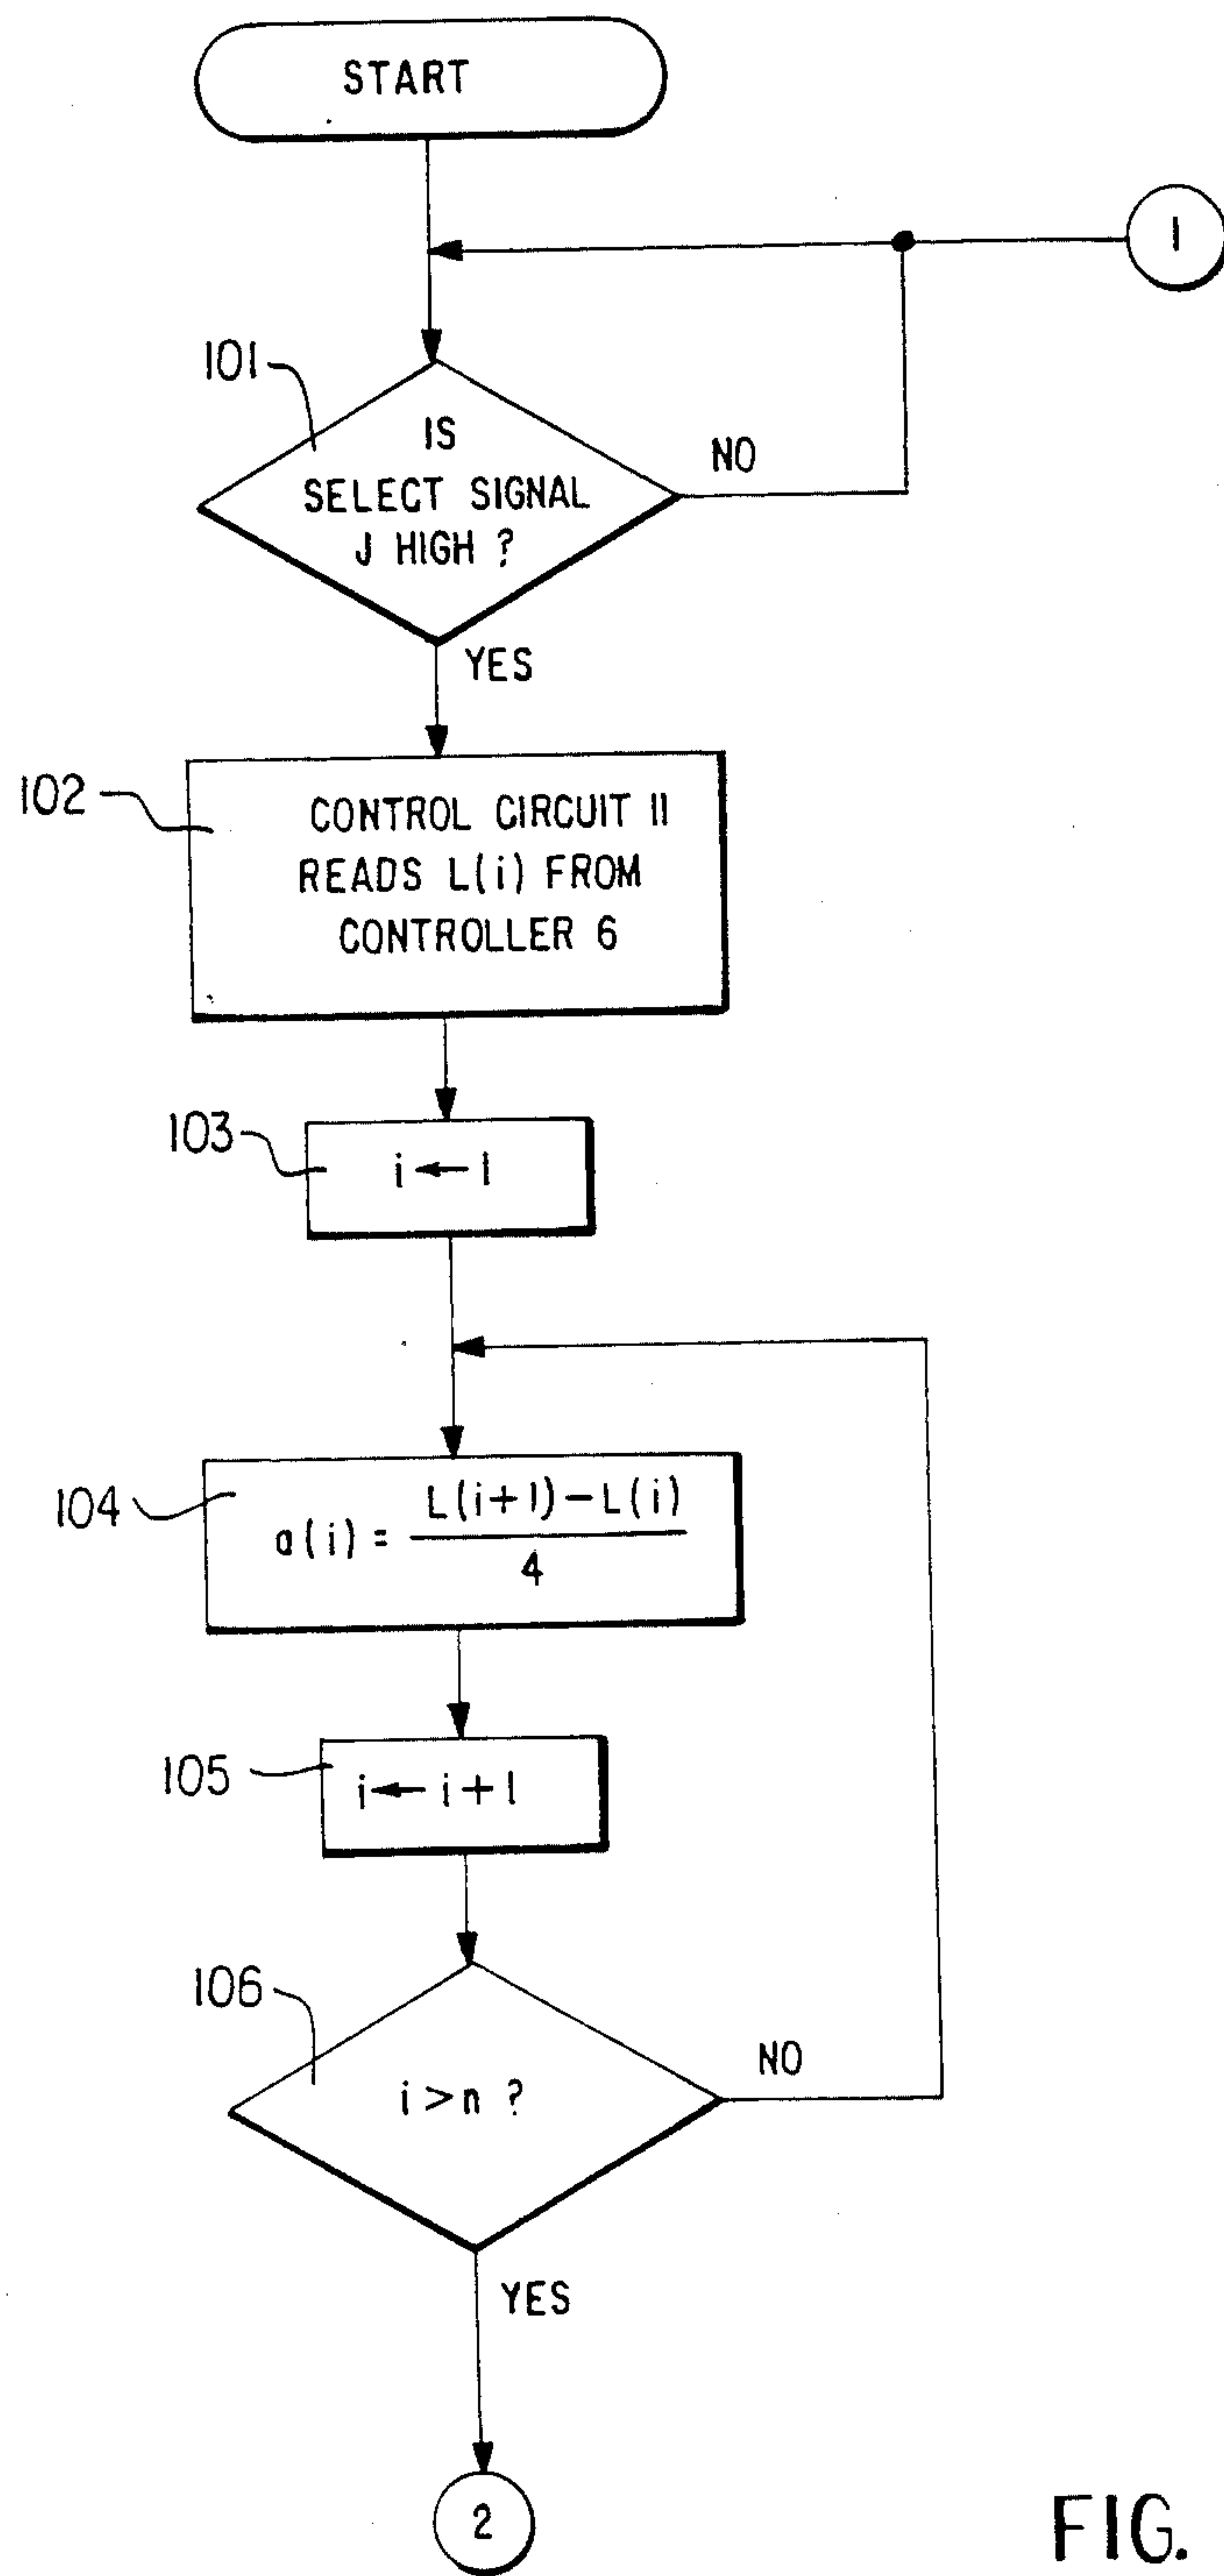 START
1
101
IS
SELECT SIGNAL
J HIGH ?
NO
YES
102
CONTROL CIRCUIT 11
READS L(i) FROM
CONTROLLER 6
103
i ← 1
104
a(i) = L(i+1) − L(i)
4
105
i ← i + 1
106
i > n ?
NO
YES
2
FIG.